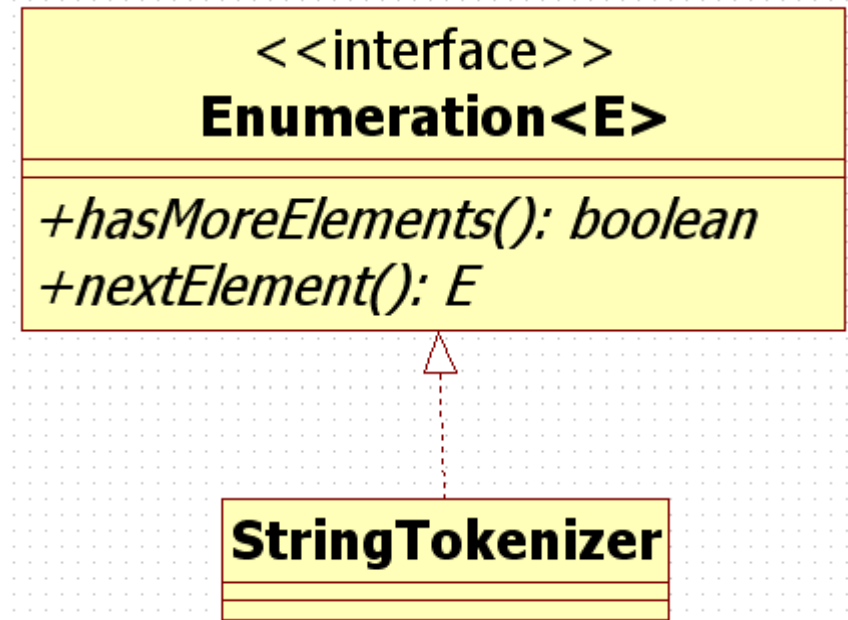 <<interface>>
Enumeration<E>
+hasMoreElements(): boolean
+nextElement(): E
StringTokenizer